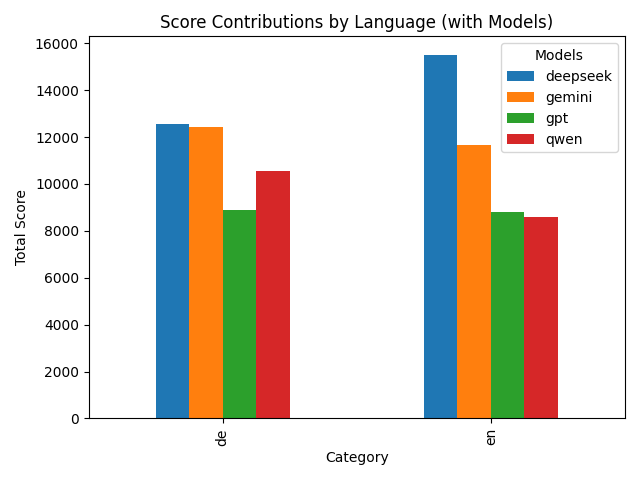 Score Contributions by Language (with Models)
16000
14000
12000
10000
8000
6000
4000
2000
0
Total Score
Models
deepseek
gemini
gpt
qwen
de
en
Category